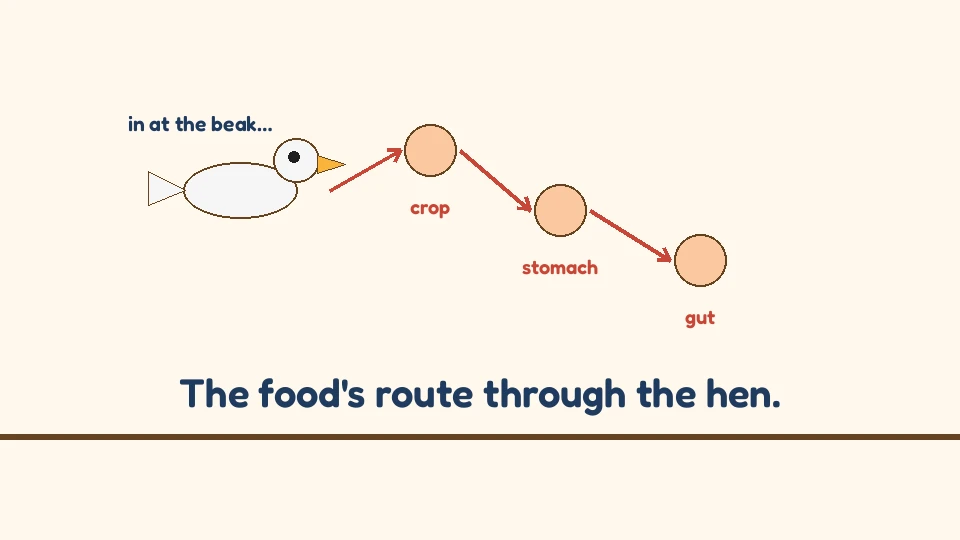 in at the beak...
crop
stomach
gut
The food's route through the hen.